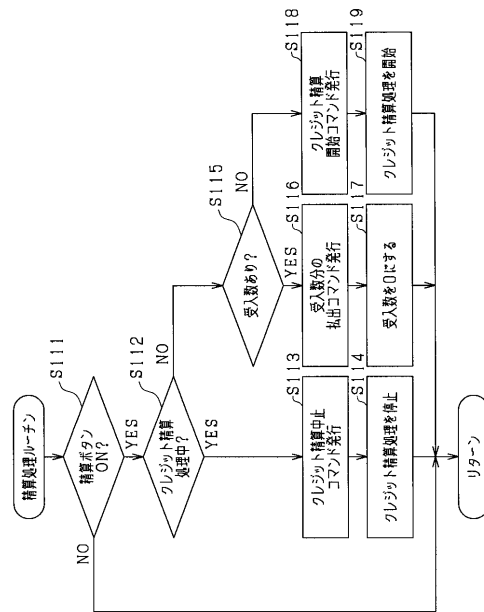 精算処理ルーチン
S111
精算ボタン
ON?
NO
YES
S112
クレジット精算
処理中?
NO
YES
S115
受入数あり?
NO
YES
S113
クレジット精算中止
コマンド発行
S114
クレジット精算処理を停止
S116
受入数分の
払出コマンド発行
S117
受入数を0にする
S118
クレジット精算
開始コマンド発行
S119
クレジット精算処理を開始
リターン